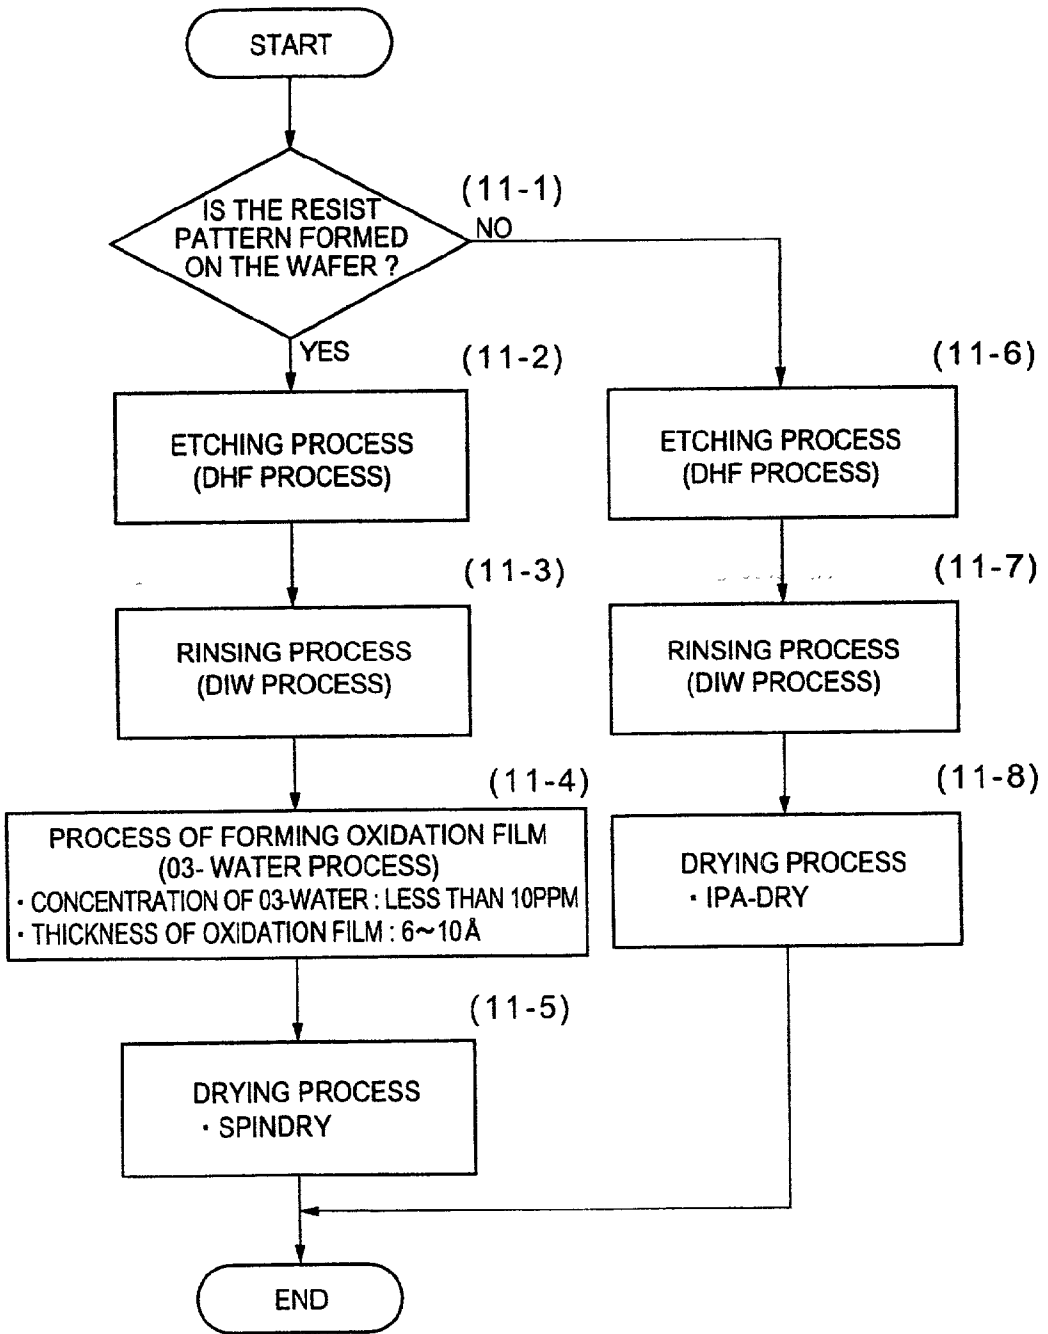 START
(11-1)
IS THE RESIST
PATTERN FORMED
ON THE WAFER ?
NO
YES
(11-2)
ETCHING PROCESS
(DHF PROCESS)
(11-3)
RINSING PROCESS
(DIW PROCESS)
(11-4)
PROCESS OF FORMING OXIDATION FILM
(03- WATER PROCESS)
· CONCENTRATION OF 03-WATER : LESS THAN 10PPM
· THICKNESS OF OXIDATION FILM : 6~10Å
(11-5)
DRYING PROCESS
· SPINDRY
(11-6)
ETCHING PROCESS
(DHF PROCESS)
(11-7)
RINSING PROCESS
(DIW PROCESS)
(11-8)
DRYING PROCESS
· IPA-DRY
END